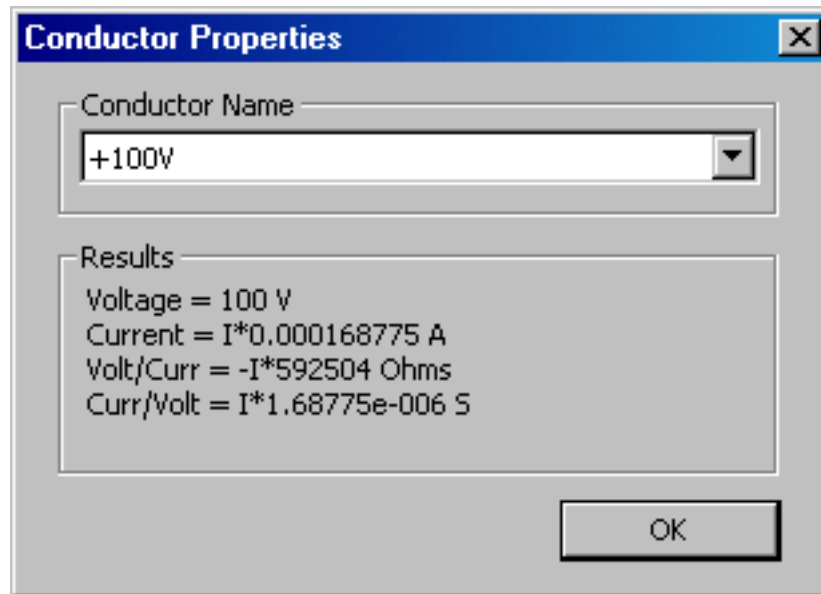 Conductor Properties
Conductor Name
+100V
Results
Voltage = 100 V
Current = I*0.000168775 A
Volt/Curr = -I*592504 Ohms
Curr/Volt = I*1.68775e-006 S
OK